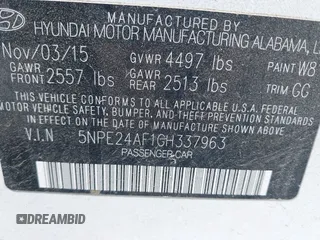 HYUNDAI MOTOR MANUFACTURING ALABAMA,
Nov/03/15 GVWR 4497 lbs PAINT W8
GAWR FRONT 2557 lbs GAWR REAR 2513 lbs TRIM GG
THIS VEHICLE CONFORMS TO ALL APPLICABLE
FEDERAL MOTOR VEHICLE SAFETY, BUMPER, AND
THEFT PREVENTION STANDARDS IN EFFECT ON
THE DATE OF MANUFACTURE SHOWN ABOVE.
V.I.N 5NPE24AF1GH337963
PASSENGER CAR
DREAMBID